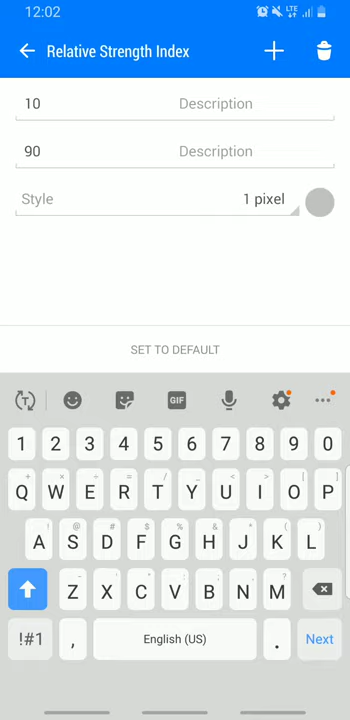 12:02 LTE
Relative Strength Index
10 Description
90 Description
Style 1 pixel
SET TO DEFAULT
T GIF
1 2 3 4 5 6 7 8 9 0
+ × ÷ = / _ < > [ ]
Q W E R T Y U I O P
! @ # $ % & * ( )
A S D F G H J K L
- ' " : ; , ?
Z X C V B N M
!#1 , English (US) . Next